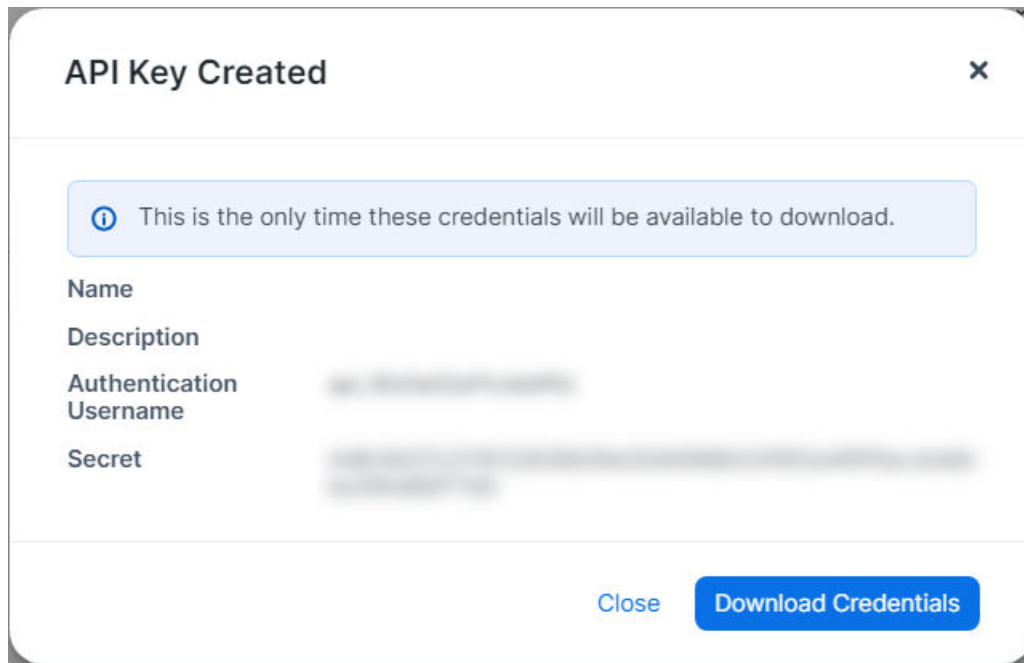 API Key Created
This is the only time these credentials will be available to download.
Name
Description
Authentication
Username
Secret
Close
Download Credentials